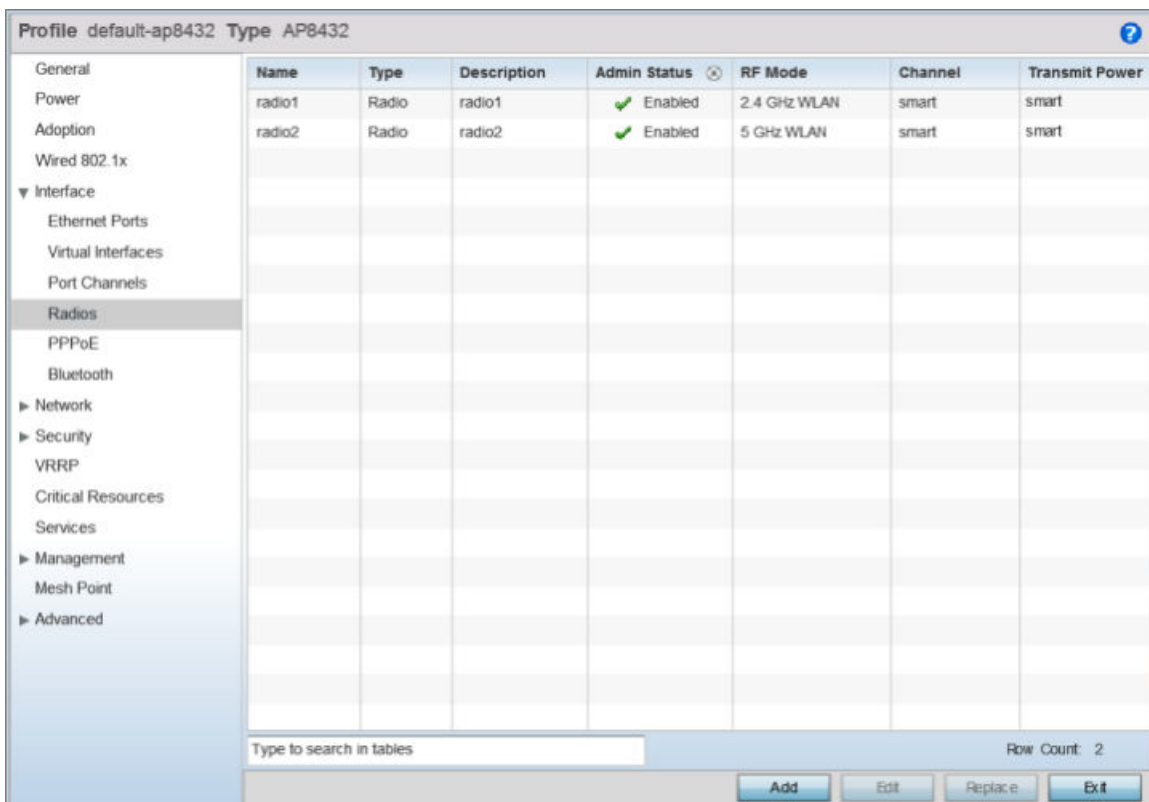 Profile default-ap8432 Type AP8432
?
General
Power
Adoption
Wired 802.1x
Interface
Ethernet Ports
Virtual Interfaces
Port Channels
Radios
PPPoE
Bluetooth
Network
Security
VRRP
Critical Resources
Services
Management
Mesh Point
Advanced
Name Type Description Admin Status RF Mode Channel Transmit Power
radio1 Radio radio1 Enabled 2.4 GHz WLAN smart smart
radio2 Radio radio2 Enabled 5 GHz WLAN smart smart
Type to search in tables Row Count: 2
Add Edit Replace Exit